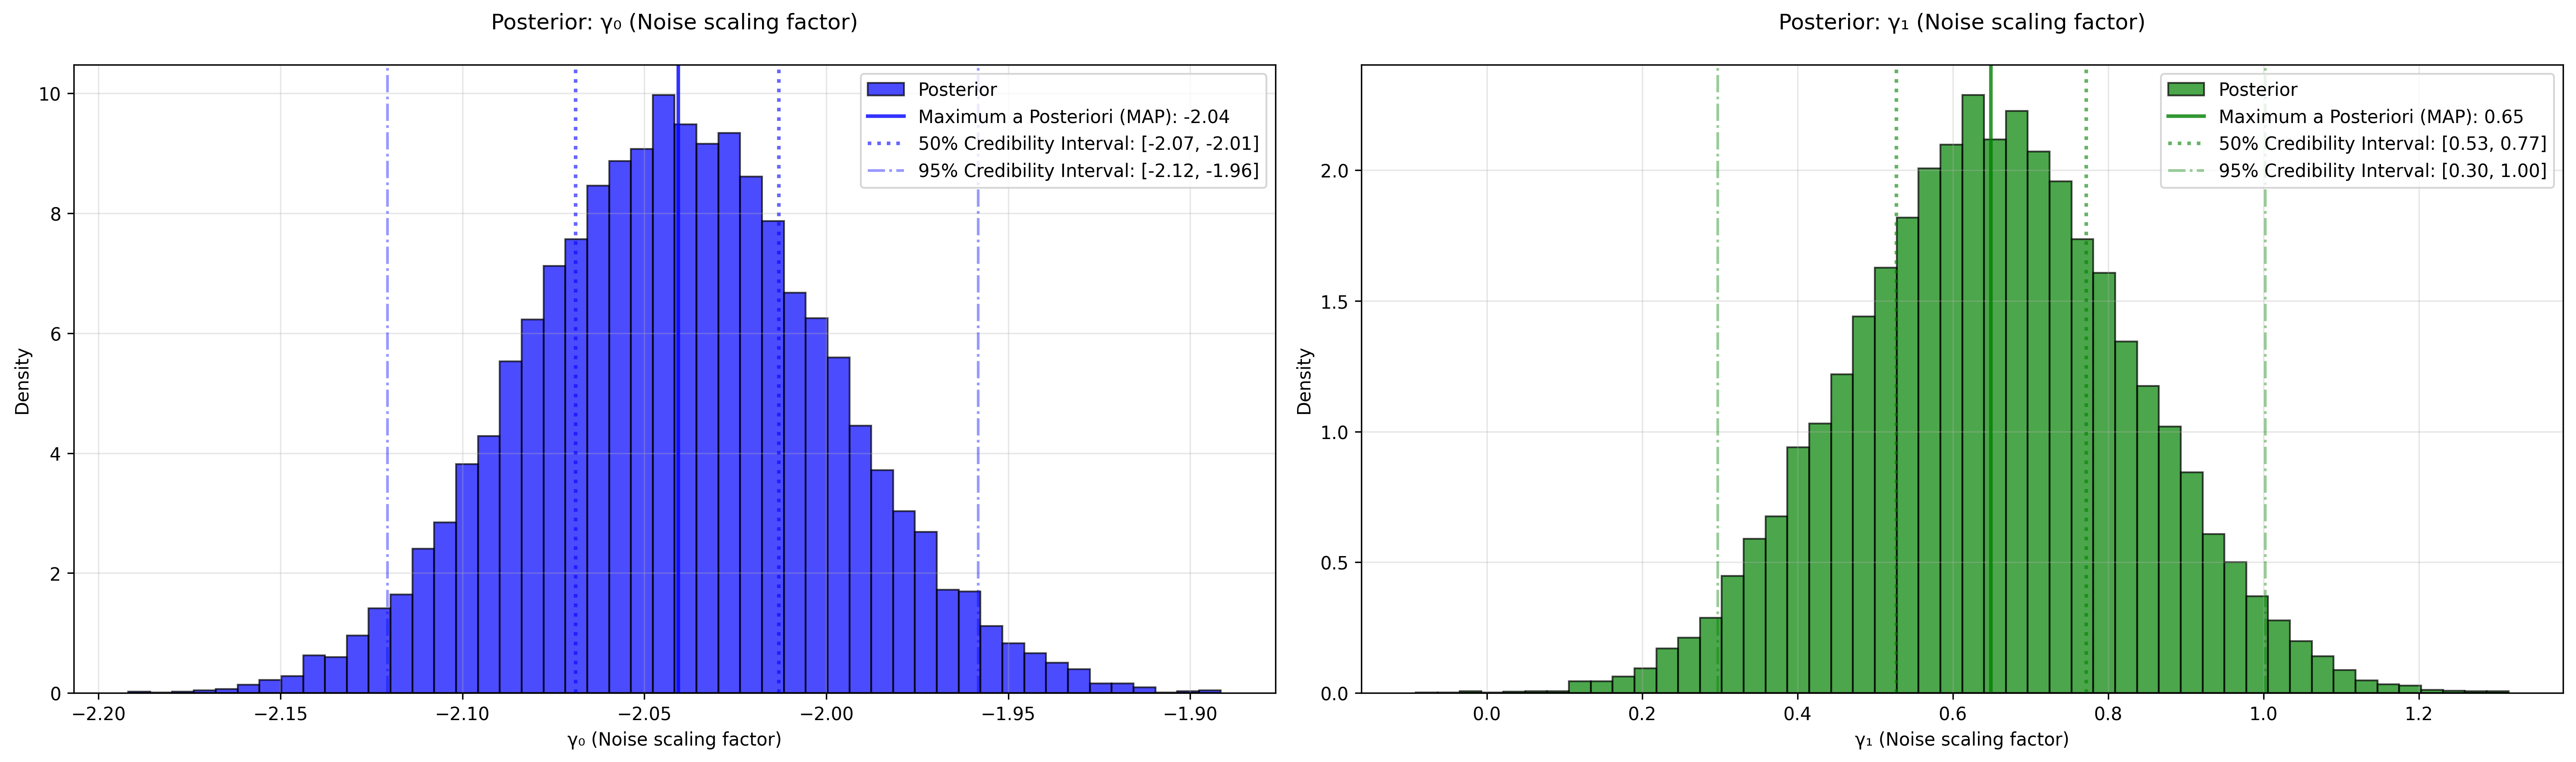 Posterior: γ₀ (Noise scaling factor)
Density
10
8
6
4
2
0
Posterior
Maximum a Posteriori (MAP): -2.04
50% Credibility Interval: [-2.07, -2.01]
95% Credibility Interval: [-2.12, -1.96]
−2.20 −2.15 −2.10 −2.05 −2.00 −1.95 −1.90
γ₀ (Noise scaling factor)
Posterior: γ₁ (Noise scaling factor)
Density
2.0
1.5
1.0
0.5
0.0
Posterior
Maximum a Posteriori (MAP): 0.65
50% Credibility Interval: [0.53, 0.77]
95% Credibility Interval: [0.30, 1.00]
0.0 0.2 0.4 0.6 0.8 1.0 1.2
γ₁ (Noise scaling factor)